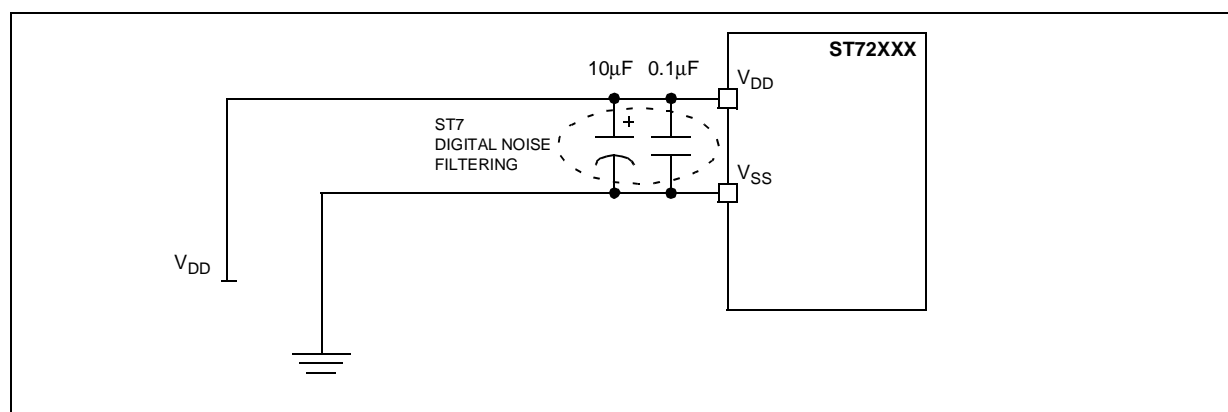 ST72XXX
10μF 0.1μF
VDD
ST7
DIGITAL NOISE
FILTERING
+
VSS
VDD